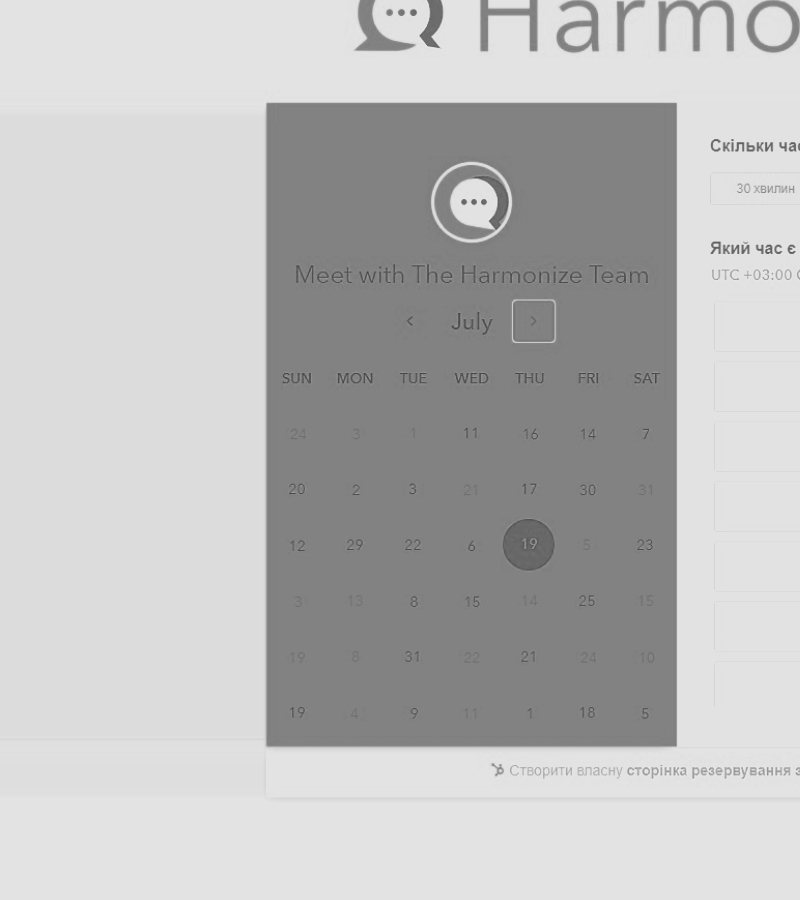 Harmo
Meet with The Harmonize Team
July
SUN MON TUE WED THU FRI SAT
24 3 1 11 16 14 7
20 2 3 21 17 30 31
12 29 22 6 19 5 23
3 13 8 15 14 25 15
19 8 31 22 21 24 10
19 4 9 11 1 18 5
Скільки час
30 хвилин
Який час є
UTC +03:00
Створити власну сторінка резервування з